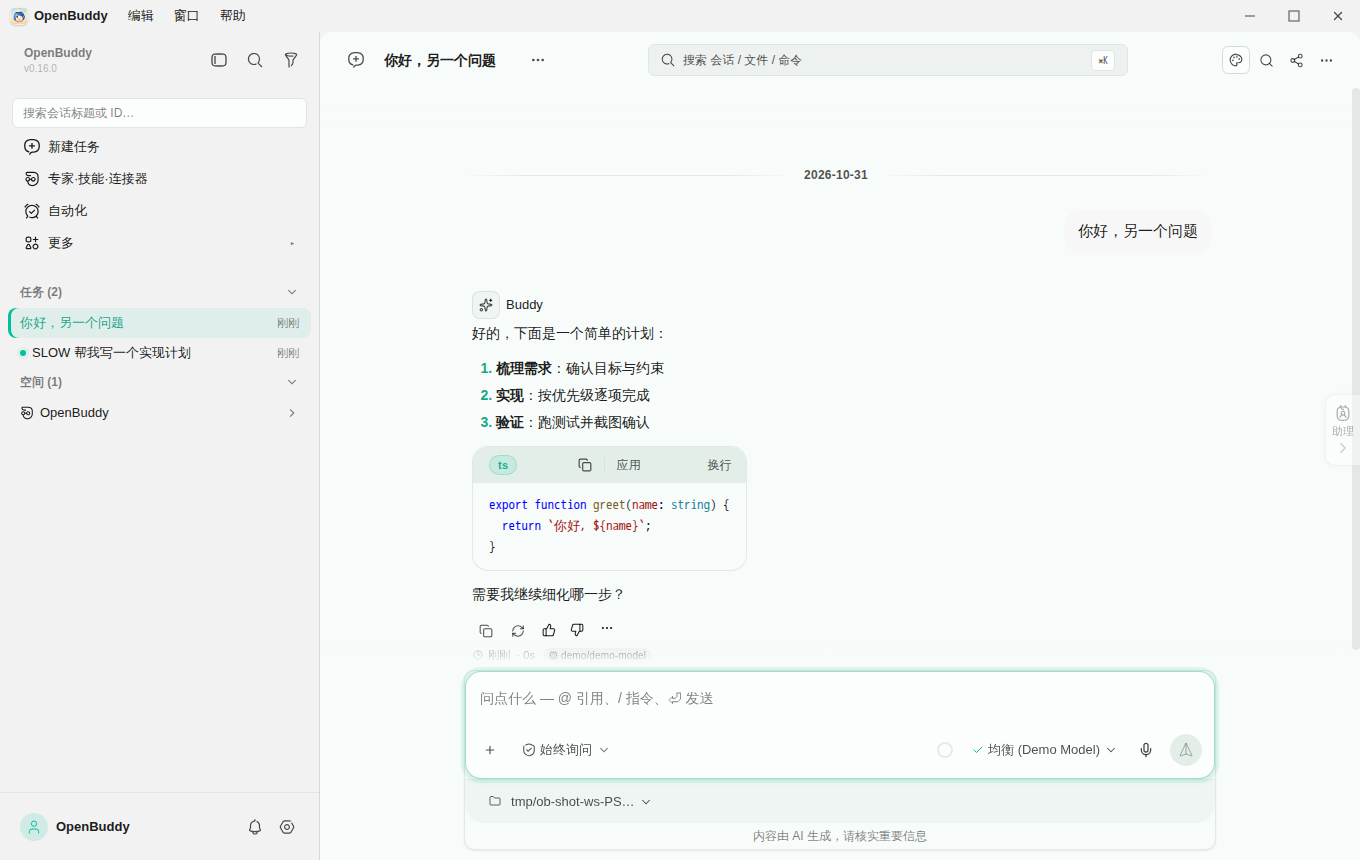 OpenBuddy 编辑 窗口 帮助
OpenBuddy
v0.16.0
搜索会话标题或 ID…
新建任务
专家·技能·连接器
自动化
更多
任务 (2)
你好，另一个问题 刚刚
SLOW 帮我写一个实现计划 刚刚
空间 (1)
OpenBuddy
OpenBuddy
你好，另一个问题
搜索 会话 / 文件 / 命令 ⌘K
2026-10-31
你好，另一个问题
Buddy
好的，下面是一个简单的计划：
1. 梳理需求：确认目标与约束
2. 实现：按优先级逐项完成
3. 验证：跑测试并截图确认
ts 应用 换行
export function greet(name: string) {
return `你好, ${name}`;
}
需要我继续细化哪一步？
刚刚 · 0s demo/demo-model
助理
问点什么 — @ 引用、/ 指令、⏎ 发送
始终询问 均衡 (Demo Model)
tmp/ob-shot-ws-PS…
内容由 AI 生成，请核实重要信息